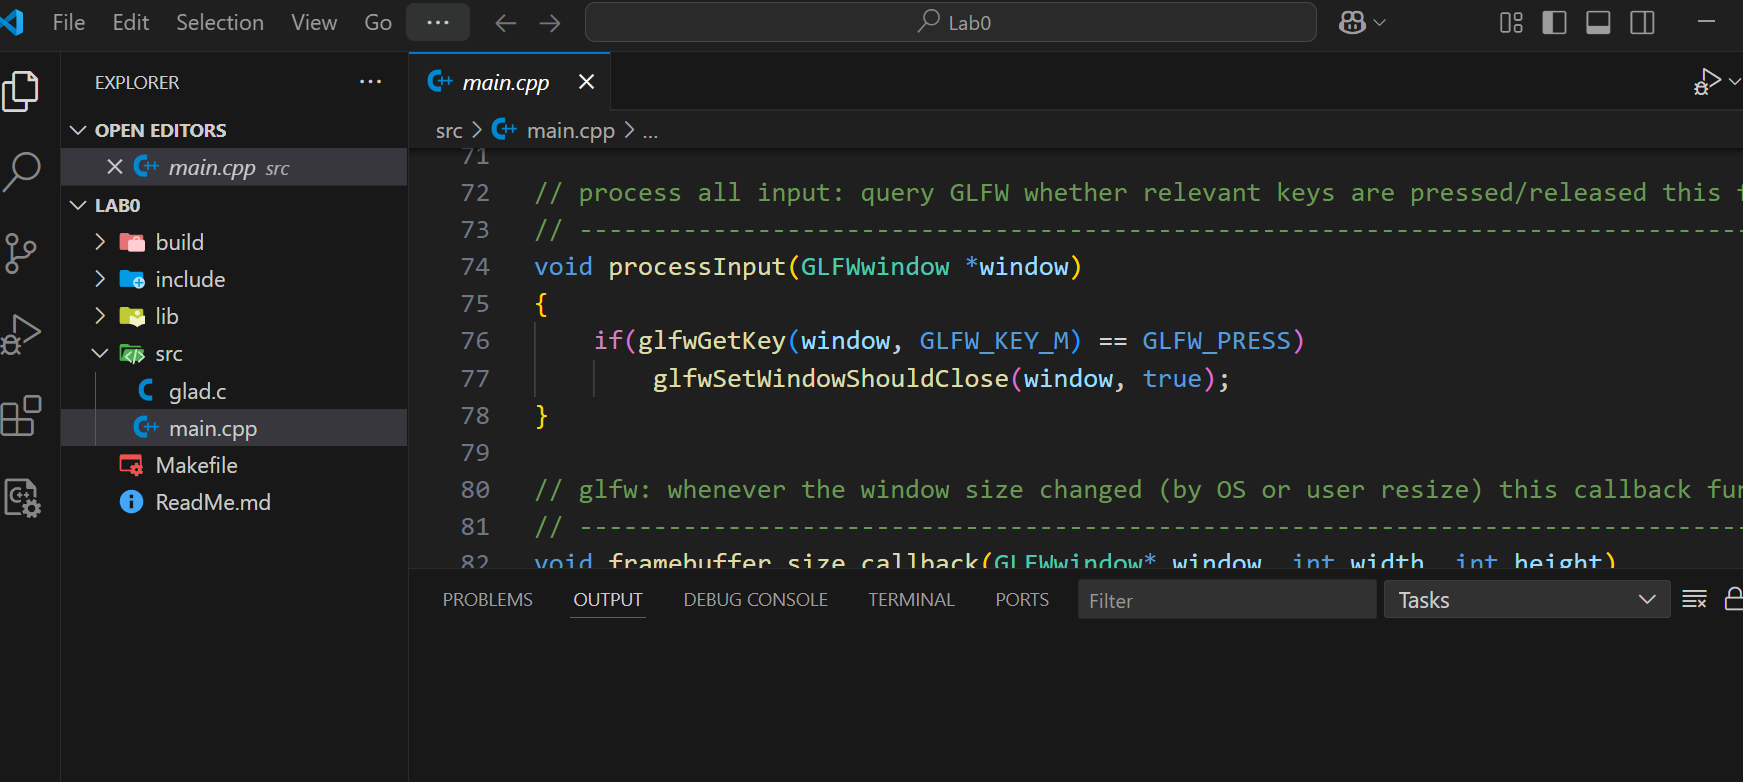 File Edit Selection View Go ··· Lab0
EXPLORER ···
OPEN EDITORS
main.cpp src
LAB0
build
include
lib
src
glad.c
main.cpp
Makefile
ReadMe.md
main.cpp
src > main.cpp > ...
71
72 // process all input: query GLFW whether relevant keys are pressed/released this
73 // -------------------------------------------------------------------------------
74 void processInput(GLFWwindow *window)
75 {
76 if(glfwGetKey(window, GLFW_KEY_M) == GLFW_PRESS)
77 glfwSetWindowShouldClose(window, true);
78 }
79
80 // glfw: whenever the window size changed (by OS or user resize) this callback fu
81 // -------------------------------------------------------------------------------
82 void framebuffer_size_callback(GLFWwindow* window, int width, int height)
PROBLEMS OUTPUT DEBUG CONSOLE TERMINAL PORTS Filter Tasks